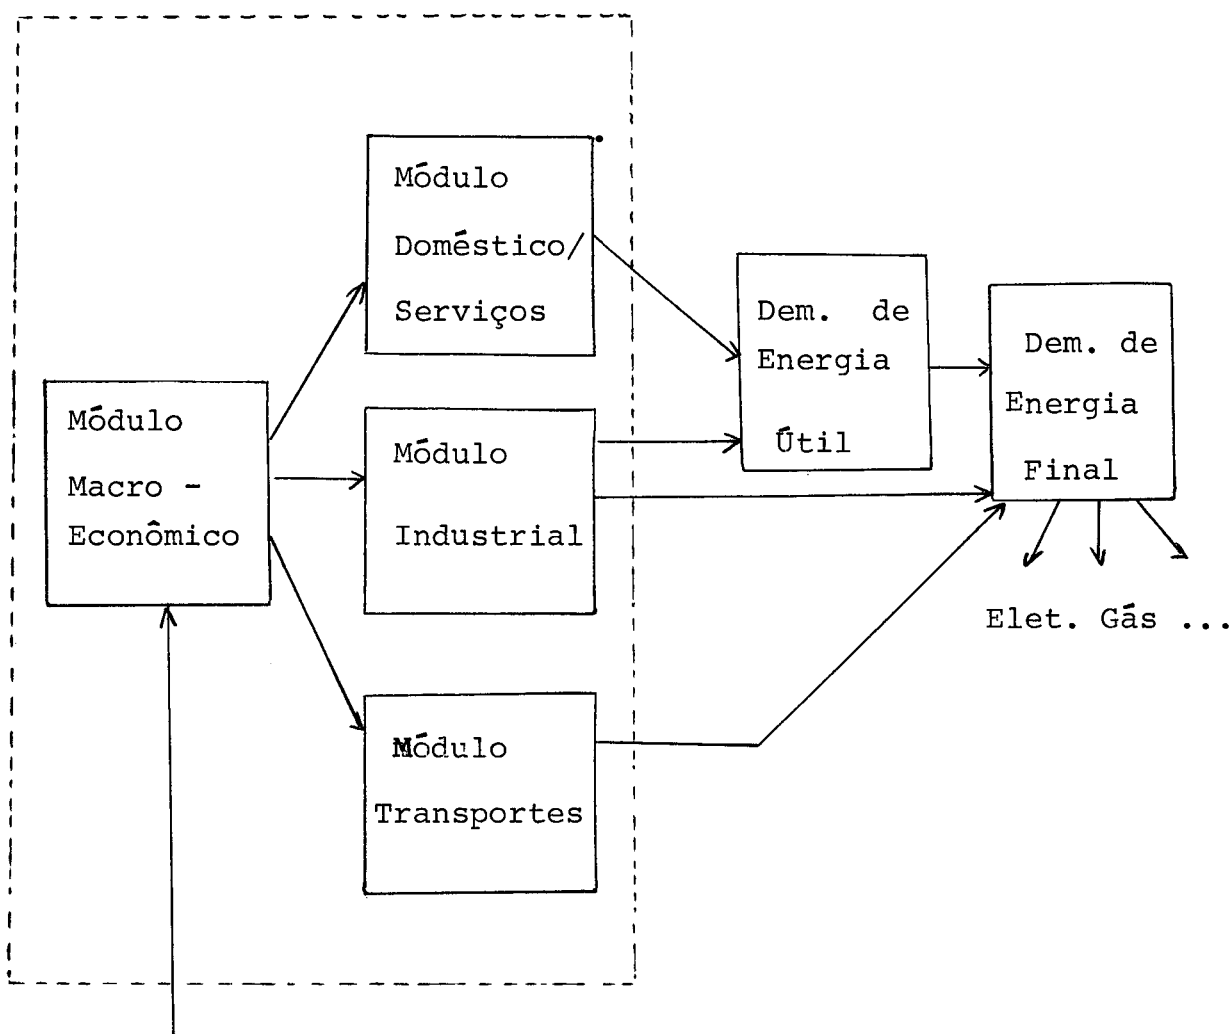 Módulo
Doméstico/
Serviços
Dem. de
Energia
Útil
Dem. de
Energia
Final
Módulo
Macro -
Econômico
Módulo
Industrial
Elet. Gás ...
Módulo
Transportes